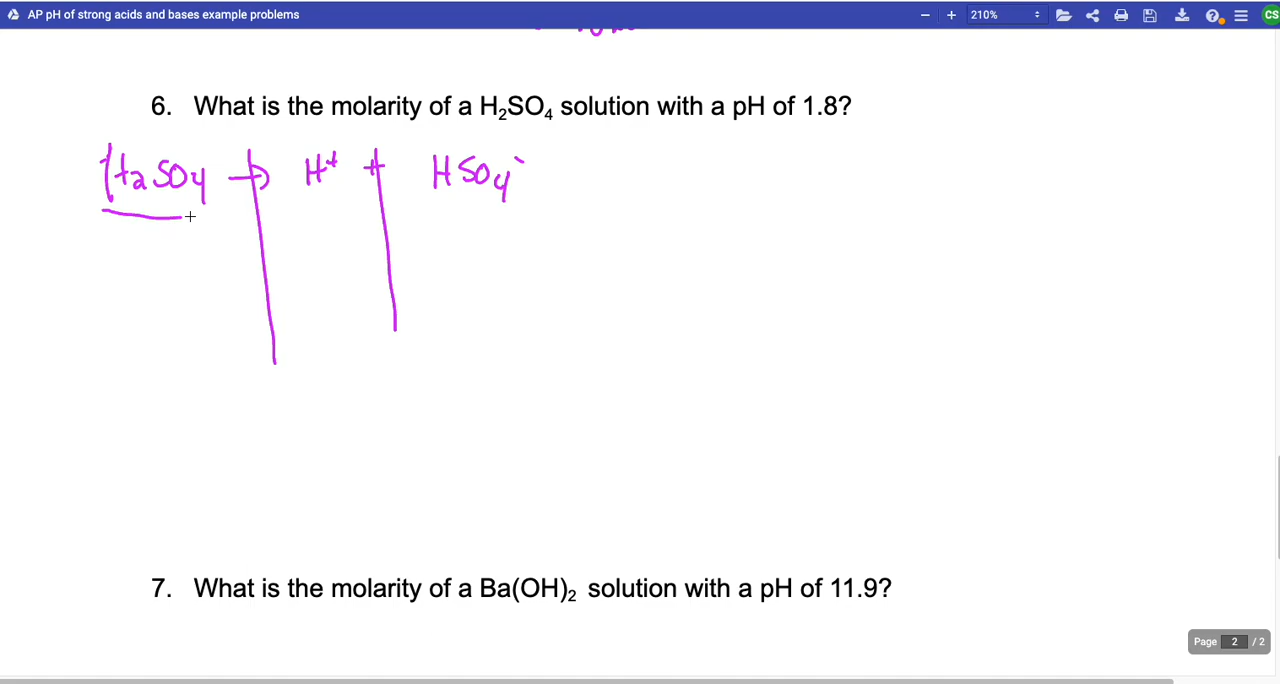 AP pH of strong acids and bases example problems
− + 210% CS
6. What is the molarity of a H₂SO₄ solution with a pH of 1.8?
H₂SO₄ → H⁺ + HSO₄⁻
7. What is the molarity of a Ba(OH)₂ solution with a pH of 11.9?
Page 2 / 2